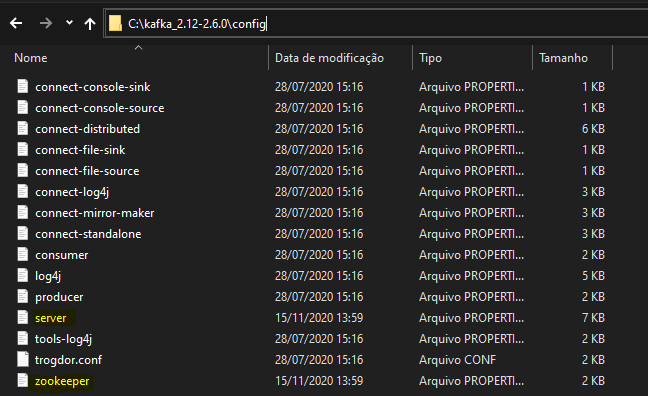 C:\kafka_2.12-2.6.0\config
Nome Data de modificação Tipo Tamanho
connect-console-sink 28/07/2020 15:16 Arquivo PROPERTI... 1 KB
connect-console-source 28/07/2020 15:16 Arquivo PROPERTI... 1 KB
connect-distributed 28/07/2020 15:16 Arquivo PROPERTI... 6 KB
connect-file-sink 28/07/2020 15:16 Arquivo PROPERTI... 1 KB
connect-file-source 28/07/2020 15:16 Arquivo PROPERTI... 1 KB
connect-log4j 28/07/2020 15:16 Arquivo PROPERTI... 3 KB
connect-mirror-maker 28/07/2020 15:16 Arquivo PROPERTI... 3 KB
connect-standalone 28/07/2020 15:16 Arquivo PROPERTI... 3 KB
consumer 28/07/2020 15:16 Arquivo PROPERTI... 2 KB
log4j 28/07/2020 15:16 Arquivo PROPERTI... 5 KB
producer 28/07/2020 15:16 Arquivo PROPERTI... 2 KB
server 15/11/2020 13:59 Arquivo PROPERTI... 7 KB
tools-log4j 28/07/2020 15:16 Arquivo PROPERTI... 2 KB
trogdor.conf 28/07/2020 15:16 Arquivo CONF 2 KB
zookeeper 15/11/2020 13:59 Arquivo PROPERTI... 2 KB